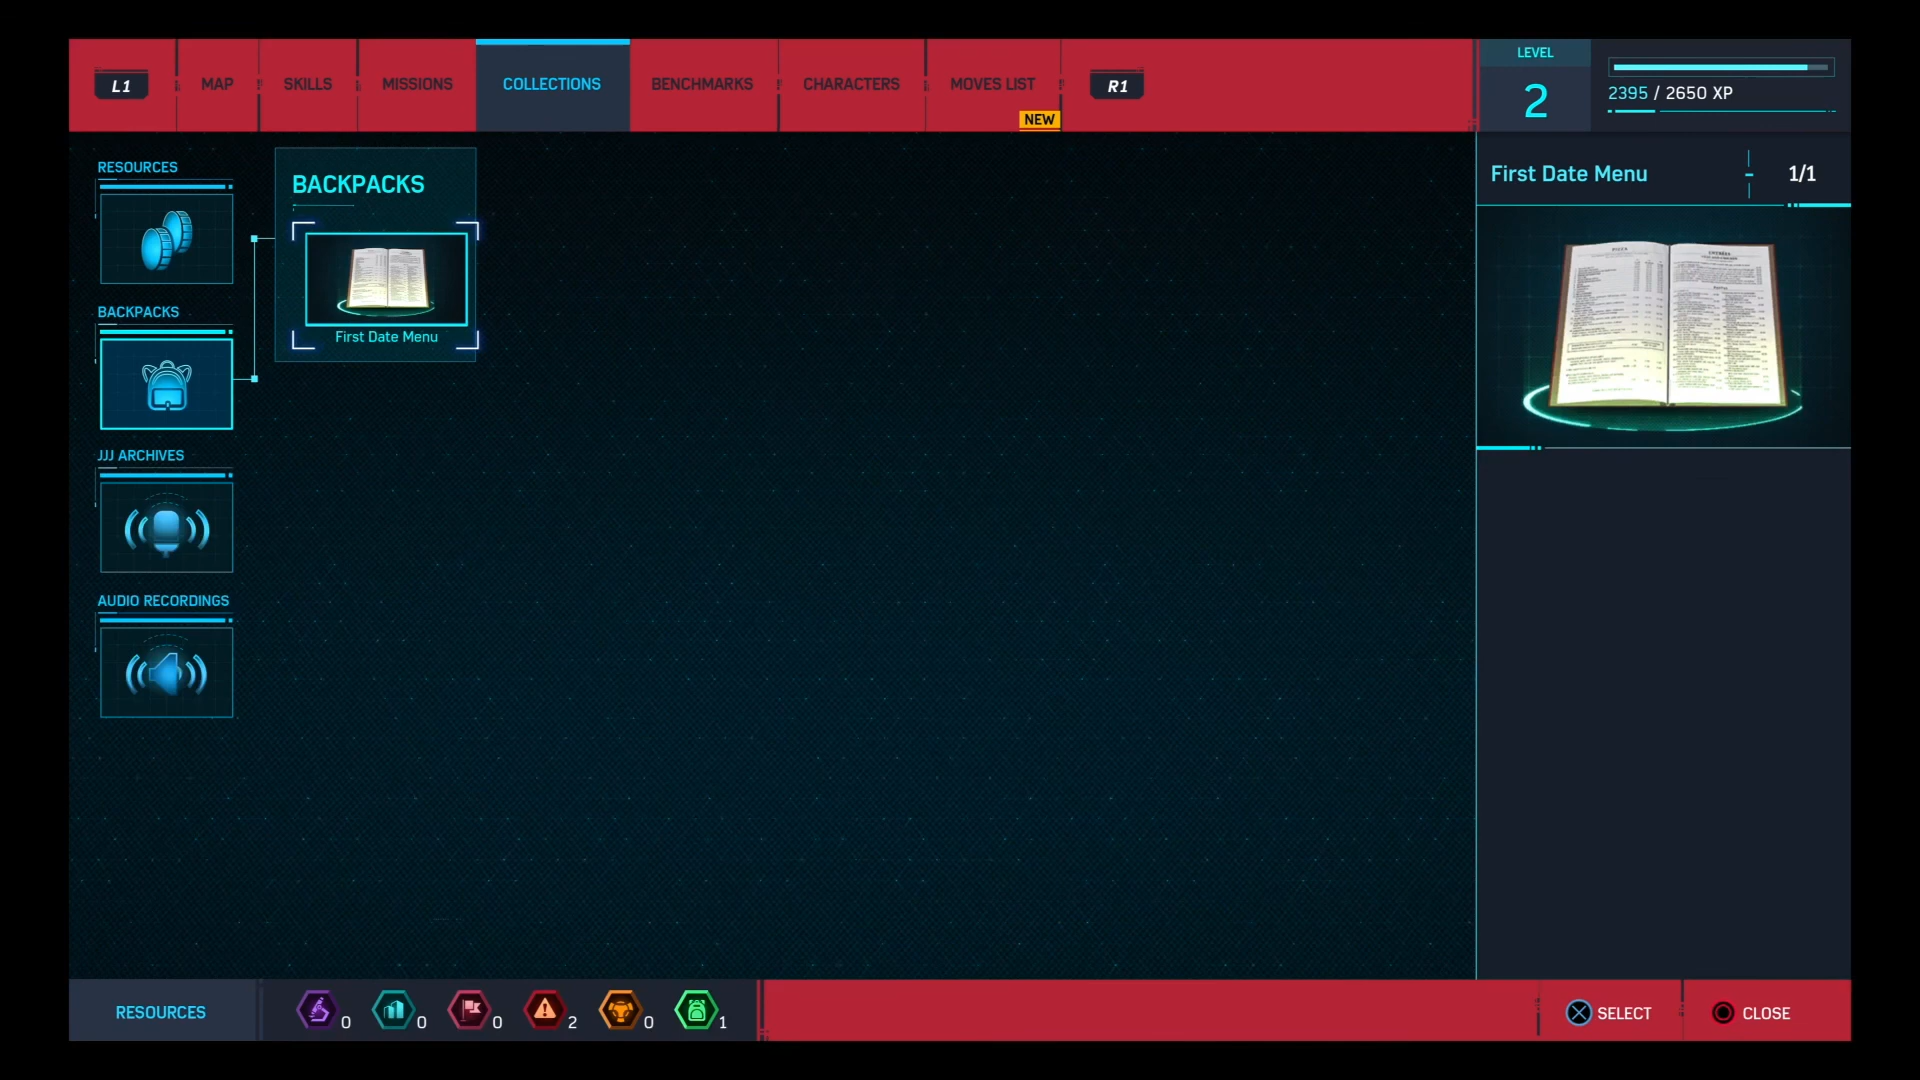 L1
MAP
SKILLS
MISSIONS
COLLECTIONS
BENCHMARKS
CHARACTERS
MOVES LIST
NEW
R1
LEVEL
2
2395 / 2650 XP
RESOURCES
BACKPACKS
JJJ ARCHIVES
AUDIO RECORDINGS
BACKPACKS
First Date Menu
First Date Menu
1/1
RESOURCES
0
0
0
2
0
1
SELECT
CLOSE